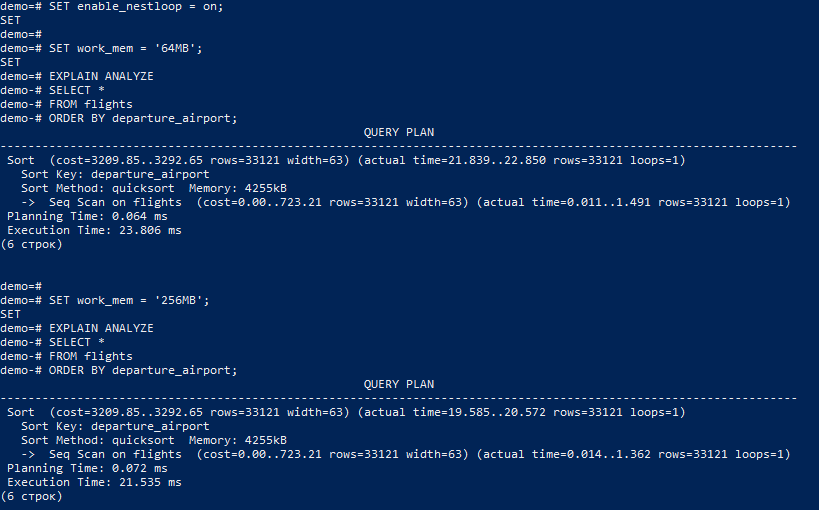 demo=# SET enable_nestloop = on;
SET
demo=#
demo=# SET work_mem = '64MB';
SET
demo=# EXPLAIN ANALYZE
demo-# SELECT *
demo-# FROM flights
demo-# ORDER BY departure_airport;
QUERY PLAN
-------------------------------------------------------------------------------------------------------------------
Sort  (cost=3209.85..3292.65 rows=33121 width=63) (actual time=21.839..22.850 rows=33121 loops=1)
Sort Key: departure_airport
Sort Method: quicksort  Memory: 4255kB
->  Seq Scan on flights  (cost=0.00..723.21 rows=33121 width=63) (actual time=0.011..1.491 rows=33121 loops=1)
Planning Time: 0.064 ms
Execution Time: 23.806 ms
(6 строк)
demo=#
demo=# SET work_mem = '256MB';
SET
demo=# EXPLAIN ANALYZE
demo-# SELECT *
demo-# FROM flights
demo-# ORDER BY departure_airport;
QUERY PLAN
-------------------------------------------------------------------------------------------------------------------
Sort  (cost=3209.85..3292.65 rows=33121 width=63) (actual time=19.585..20.572 rows=33121 loops=1)
Sort Key: departure_airport
Sort Method: quicksort  Memory: 4255kB
->  Seq Scan on flights  (cost=0.00..723.21 rows=33121 width=63) (actual time=0.014..1.362 rows=33121 loops=1)
Planning Time: 0.072 ms
Execution Time: 21.535 ms
(6 строк)